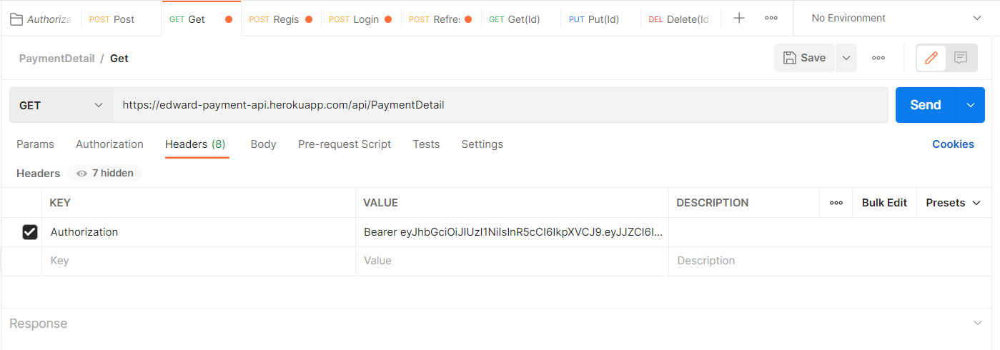 Authoriza POST Post GET Get POST Regis POST Login POST Refre: GET Get(Id) PUT Put(Id) DEL Delete(Id) No Environment
PaymentDetail / Get Save
GET https://edward-payment-api.herokuapp.com/api/PaymentDetail Send
Params Authorization Headers (8) Body Pre-request Script Tests Settings Cookies
Headers 7 hidden
KEY VALUE DESCRIPTION Bulk Edit Presets
Authorization Bearer eyJhbGciOiJIUzI1NiIsInR5cCI6IkpXVCJ9.eyJJZCI6I...
Key Value Description
Response